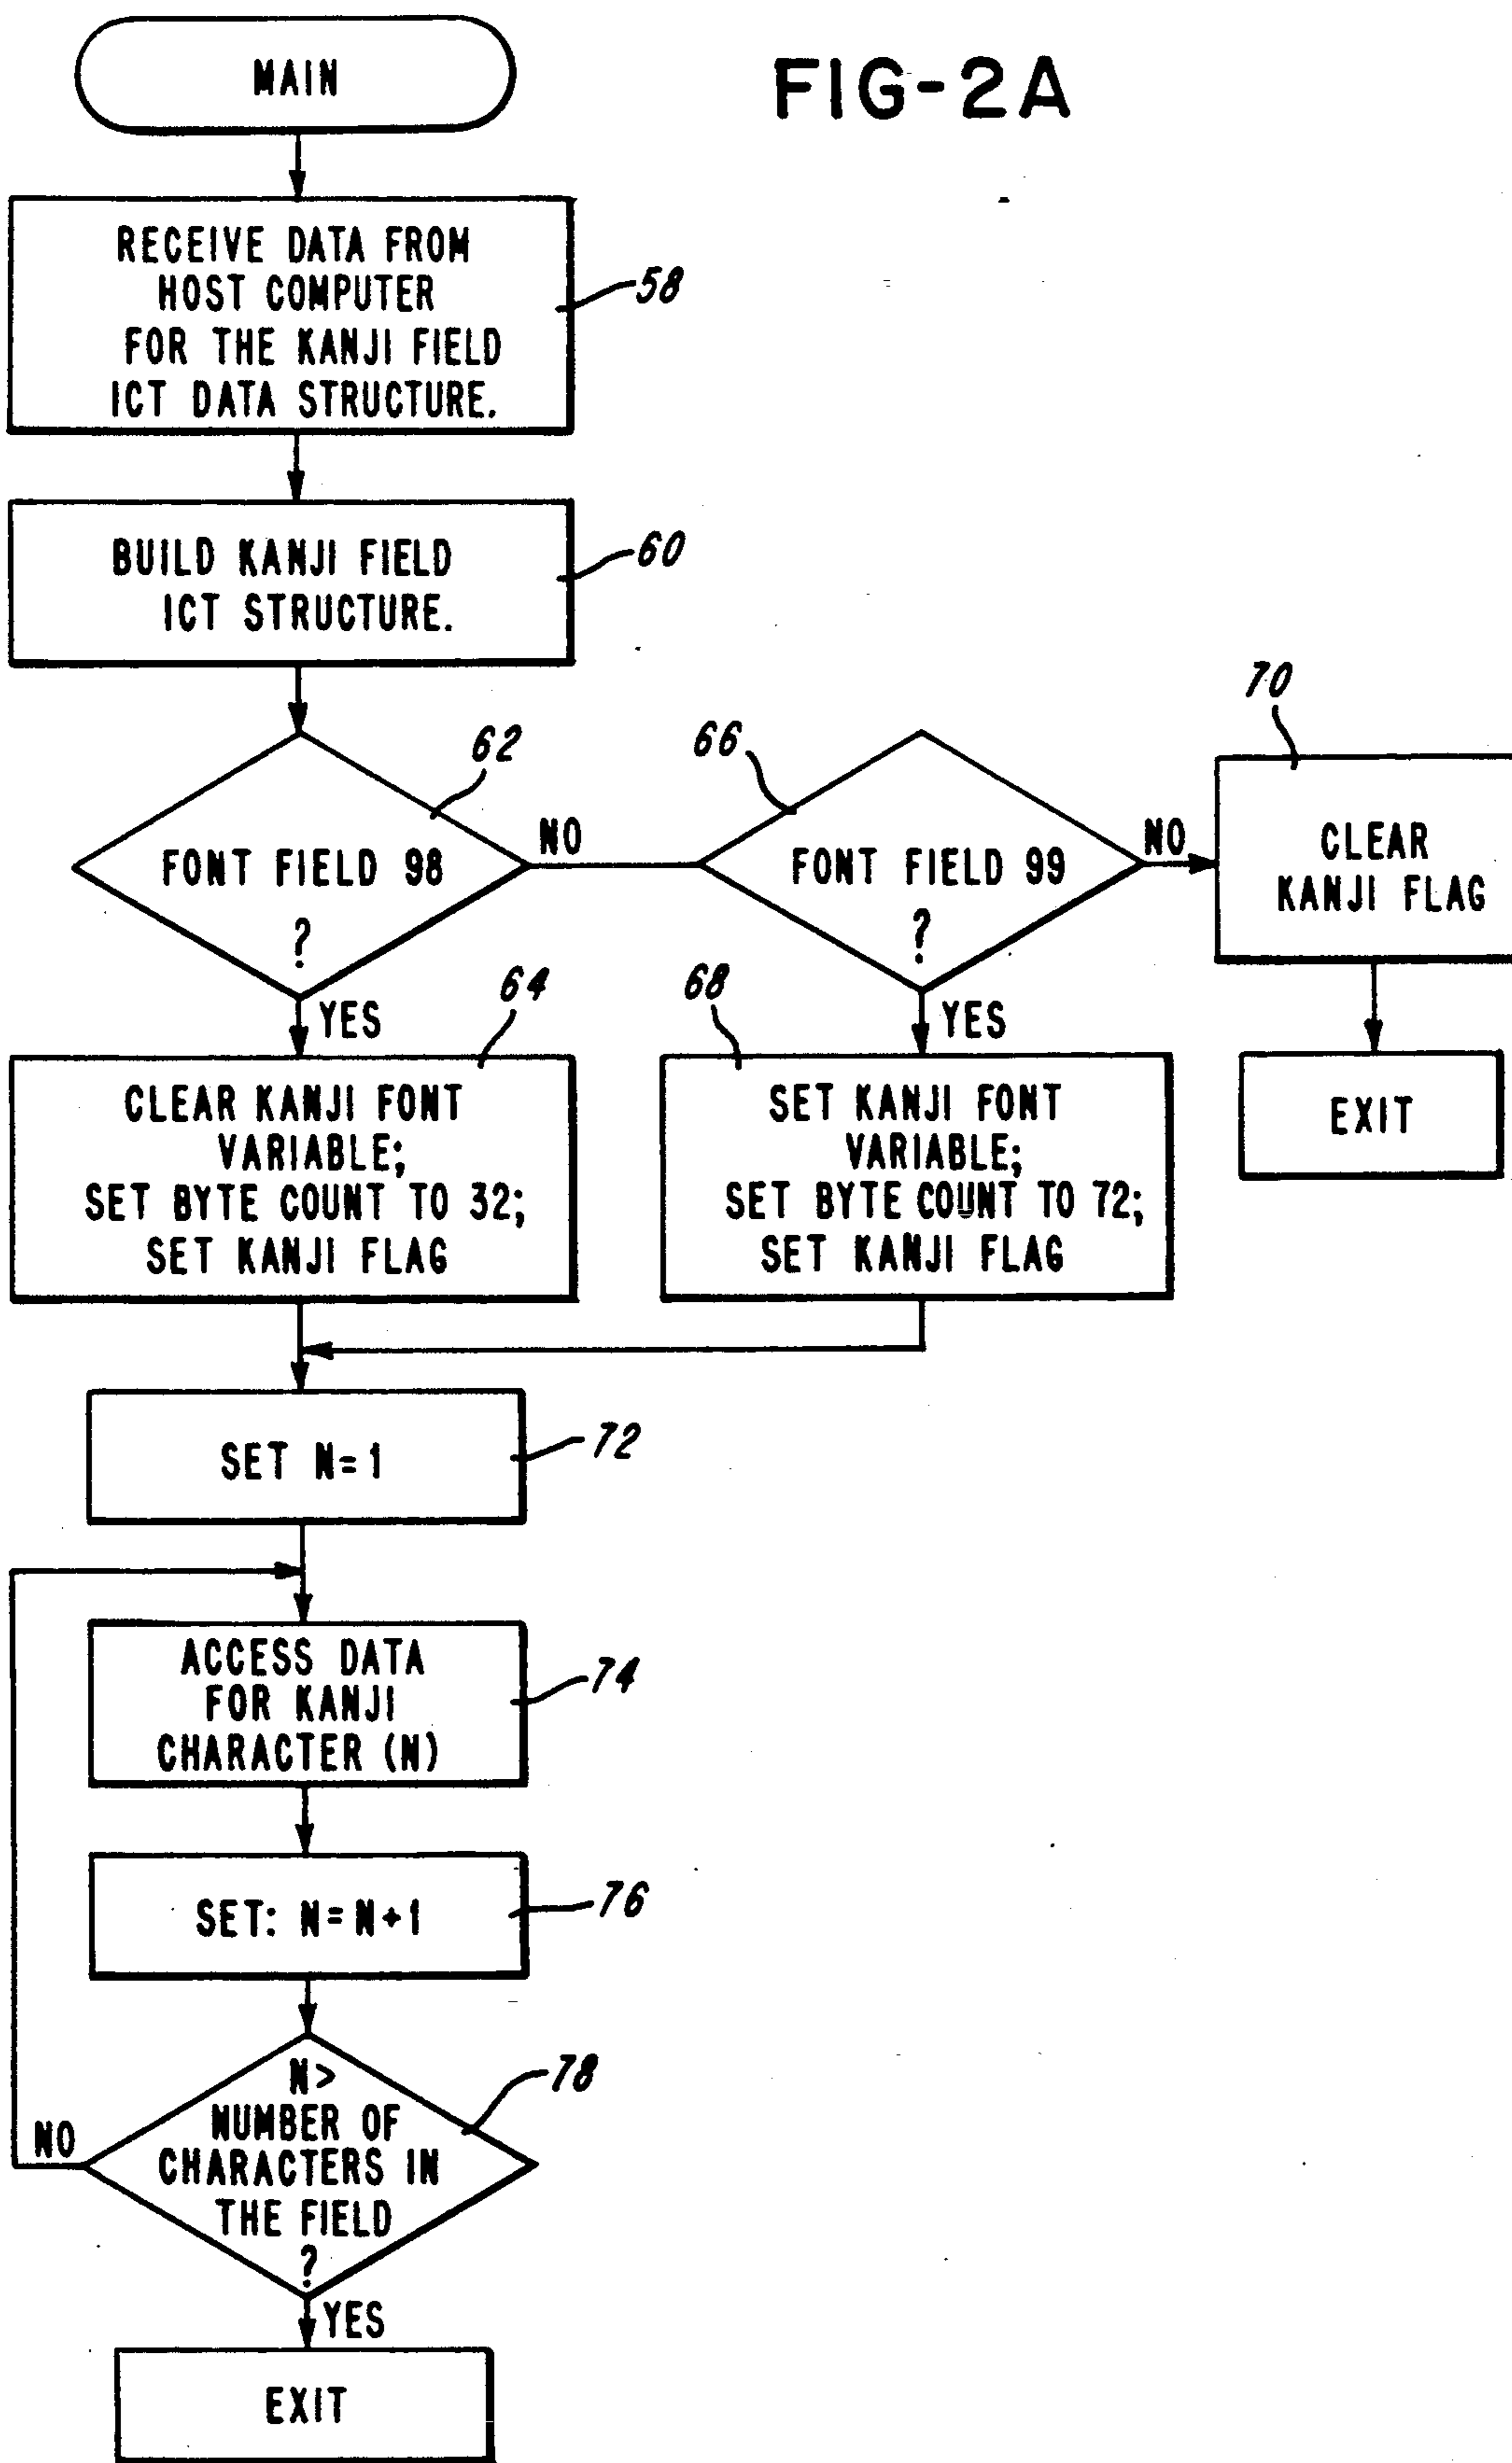 FIG-2A
MAIN
RECEIVE DATA FROM
HOST COMPUTER
FOR THE KANJI FIELD
ICT DATA STRUCTURE.
58
BUILD KANJI FIELD
ICT STRUCTURE.
60
62
FONT FIELD 98
?
NO
YES
66
FONT FIELD 99
?
NO
YES
70
CLEAR
KANJI FLAG
EXIT
64
CLEAR KANJI FONT
VARIABLE;
SET BYTE COUNT TO 32;
SET KANJI FLAG
68
SET KANJI FONT
VARIABLE;
SET BYTE COUNT TO 72;
SET KANJI FLAG
SET N=1
72
ACCESS DATA
FOR KANJI
CHARACTER (N)
74
SET: N=N+1
76
N>
NUMBER OF
CHARACTERS IN
THE FIELD
?
78
NO
YES
EXIT